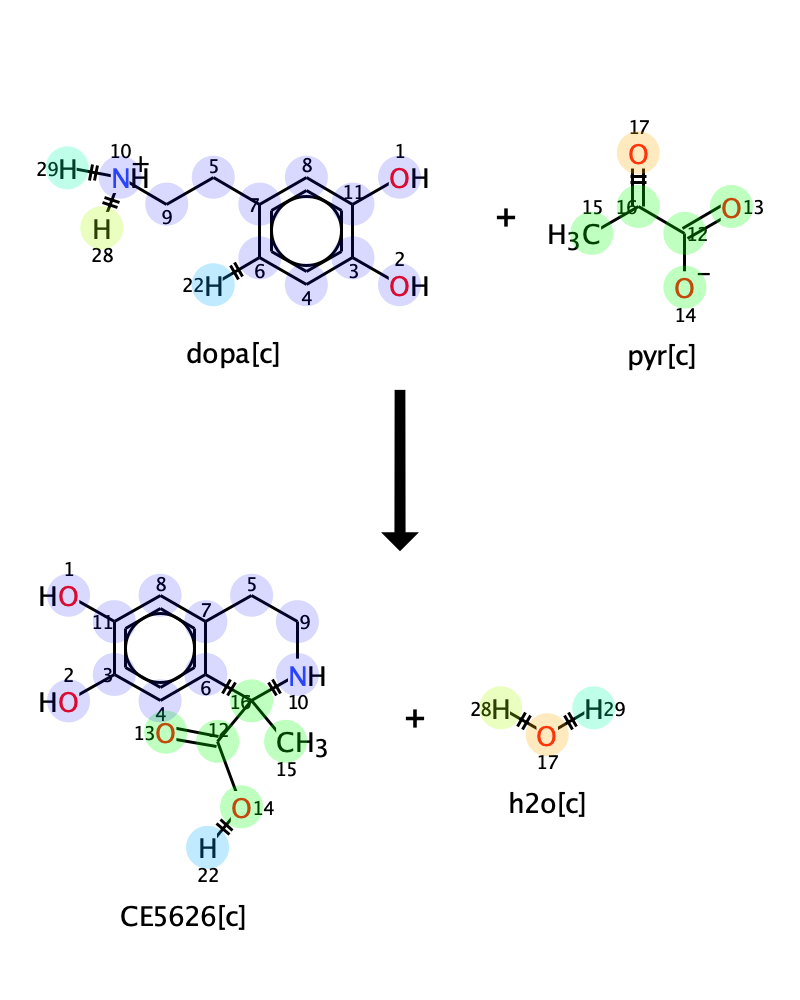 17
10 5 8 1
29H NH+ 11 OH O
9 7 15 16 O13
H 6 3 2 H3C 12
28 22H 4 OH O−
14
+
dopa[c] pyr[c]
1 8 5
HO 11 7 9
2 3 6 NH
HO 16 10
4 28H H29
13O 12 CH3 + O
15 17
O14 h2o[c]
H
22
CE5626[c]